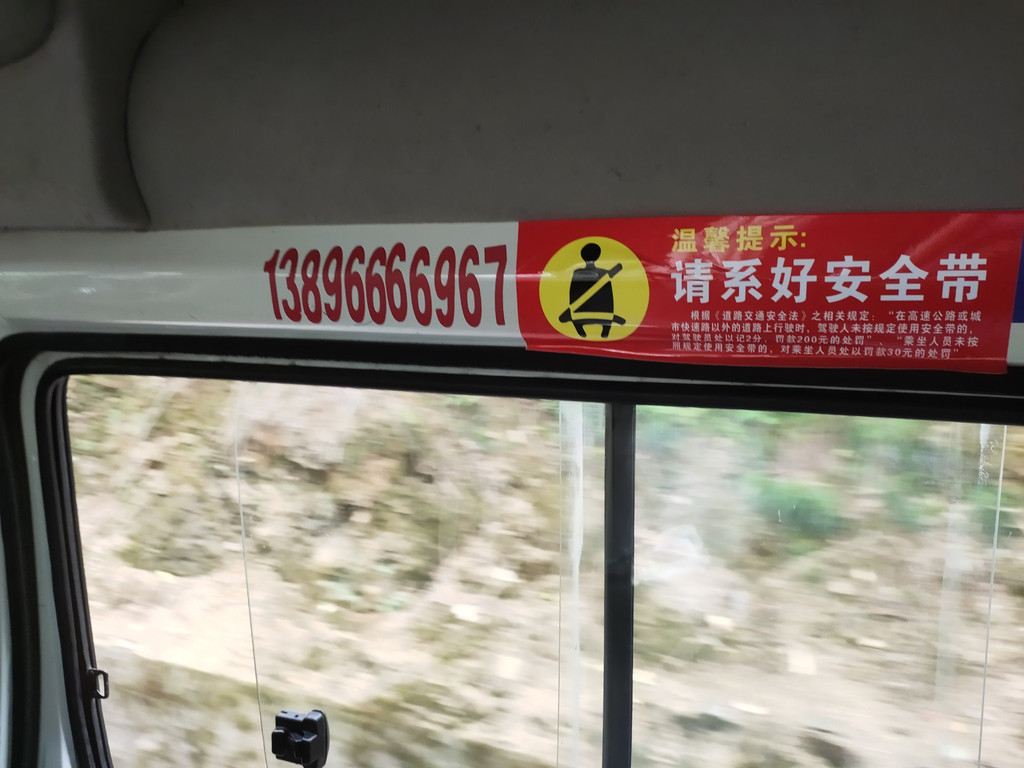 13896666967
温馨提示:
请系好安全带
根据《道路交通安全法》之相关规定:“在高速公路或城
市快速路以外的道路上行驶时,驾驶人未按规定使用安全带的,
对驾驶员处以记2分,罚款200元的处罚”,“乘坐人员未按
照规定使用安全带的,对乘坐人员处以罚款30元的处罚”